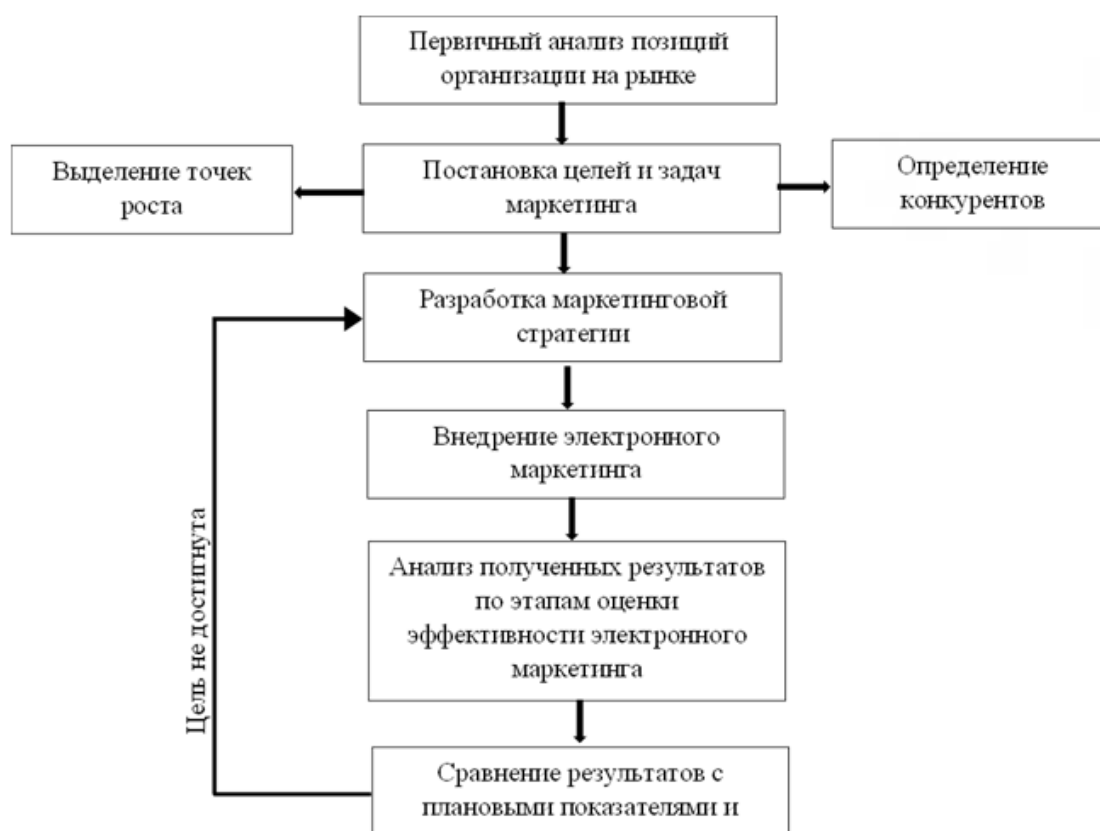 Первичный анализ позиций
организации на рынке
Выделение точек
роста
Постановка целей и задач
маркетинга
Определение
конкурентов
Разработка маркетинговой
стратегии
Внедрение электронного
маркетинга
Цель не достигнута
Анализ полученных результатов
по этапам оценки
эффективности электронного
маркетинга
Сравнение результатов с
плановыми показателями и